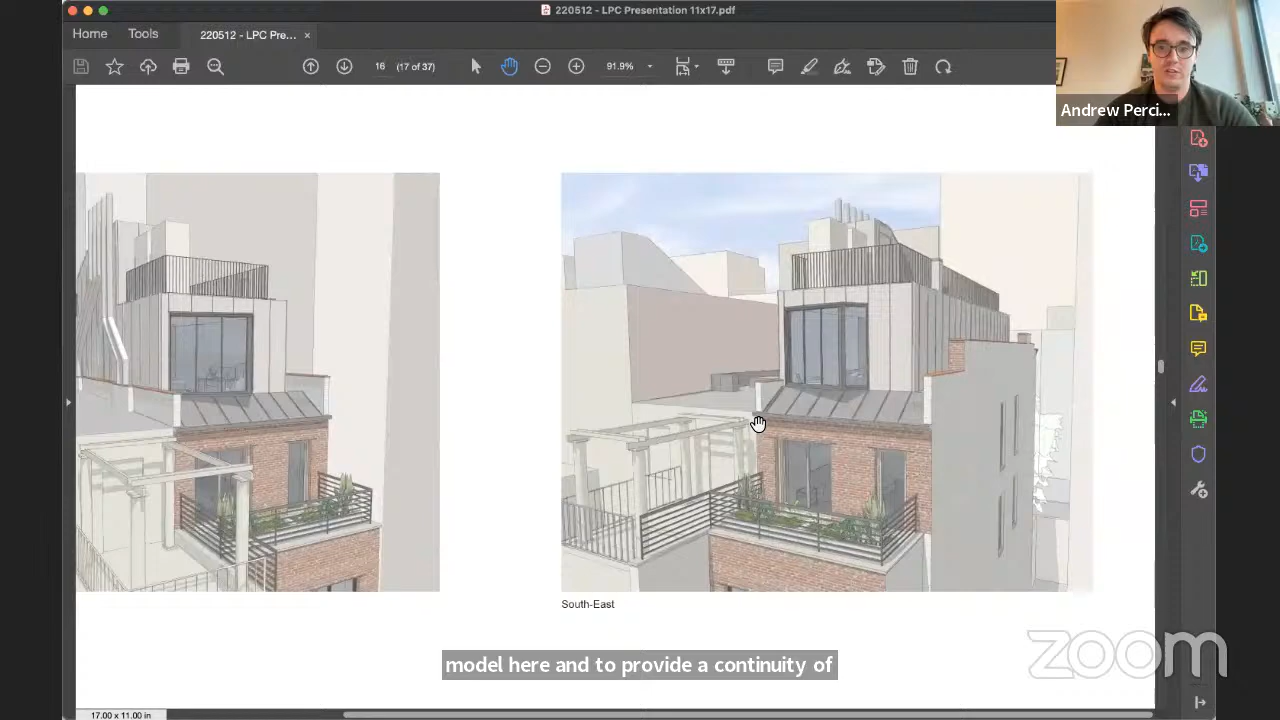 220512 - LPC Presentation 11x17.pdf
Home
Tools
220512 - LPC Pre... ×
16
(17 of 37)
91.9%
Andrew Perci...
South-East
model here and to provide a continuity of
zoom
17.00 x 11.00 in